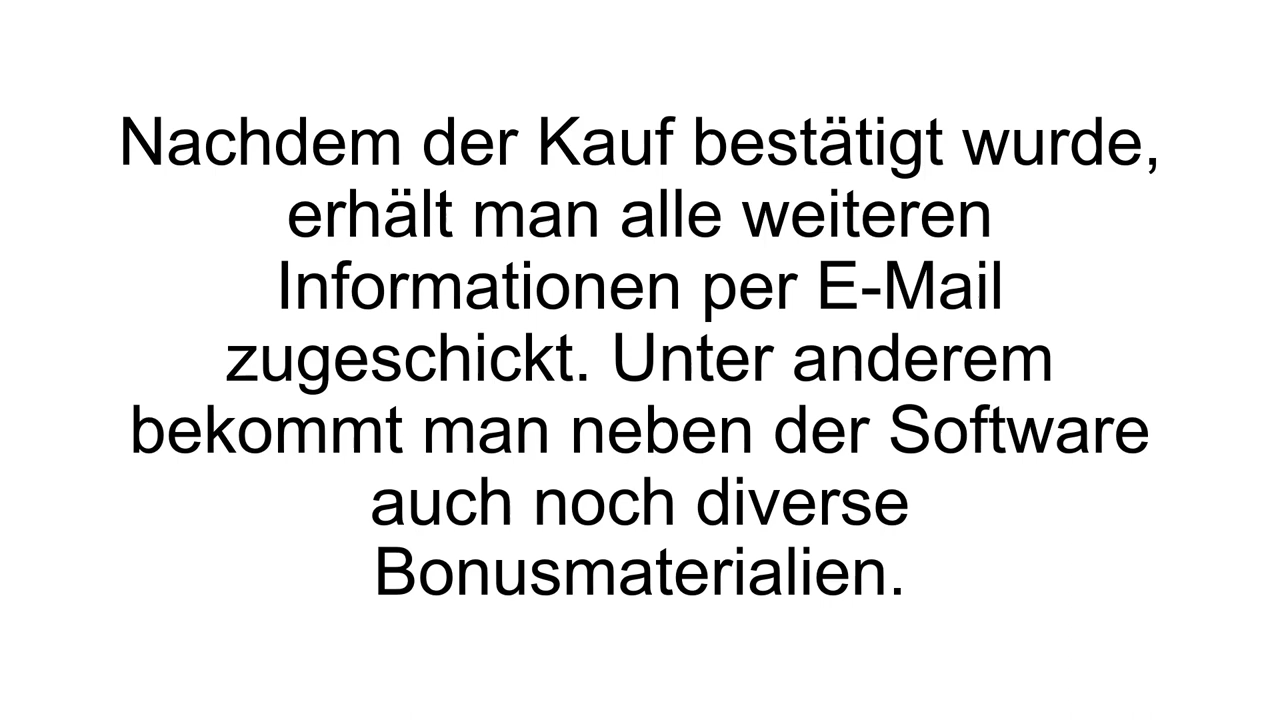 Nachdem der Kauf bestätigt wurde,
erhält man alle weiteren
Informationen per E-Mail
zugeschickt. Unter anderem
bekommt man neben der Software
auch noch diverse
Bonusmaterialien.